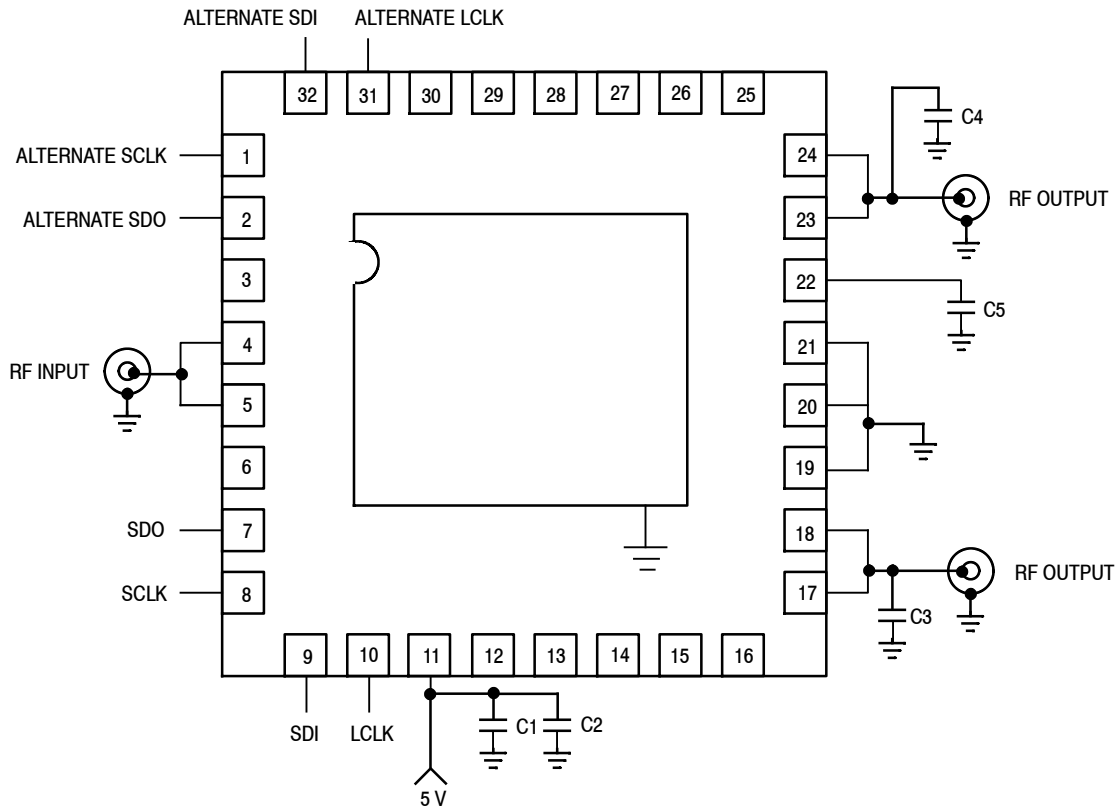 ALTERNATE SDI ALTERNATE LCLK
32 31 30 29 28 27 26 25
C4
ALTERNATE SCLK 1 24
RF OUTPUT
ALTERNATE SDO 2 23
3 22
C5
4 21
RF INPUT
5 20
6 19
SDO 7 18
RF OUTPUT
SCLK 8 17
C3
9 10 11 12 13 14 15 16
SDI LCLK C1 C2
5 V